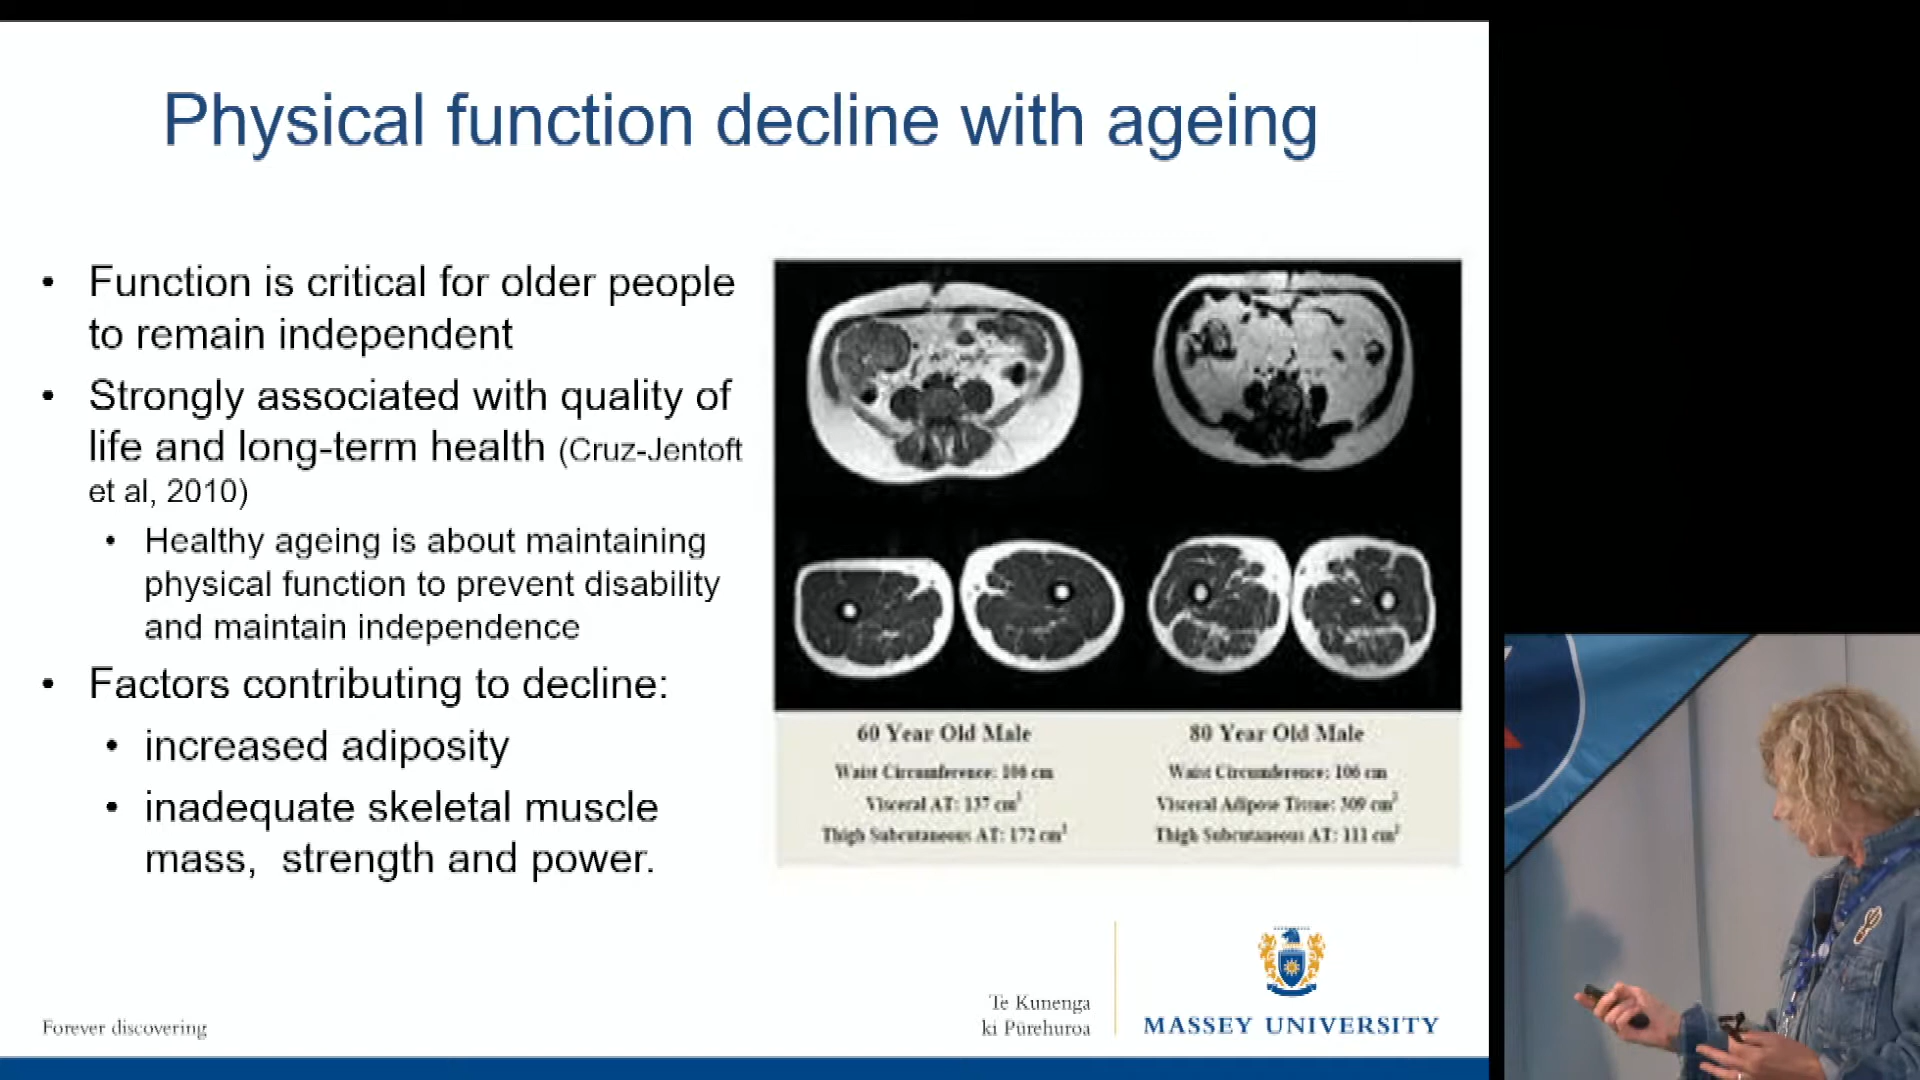 Physical function decline with ageing
• Function is critical for older people
to remain independent
• Strongly associated with quality of
life and long-term health (Cruz-Jentoft
et al, 2010)
• Healthy ageing is about maintaining
physical function to prevent disability
and maintain independence
• Factors contributing to decline:
• increased adiposity
• inadequate skeletal muscle
mass, strength and power.
60 Year Old Male
Waist Circumference: 106 cm
Visceral AT: 137 cm²
Thigh Subcutaneous AT: 172 cm²
80 Year Old Male
Waist Circumference: 106 cm
Visceral Adipose Tissue: 309 cm²
Thigh Subcutaneous AT: 111 cm²
Forever discovering
Te Kunenga
ki Pūrehuroa
MASSEY UNIVERSITY